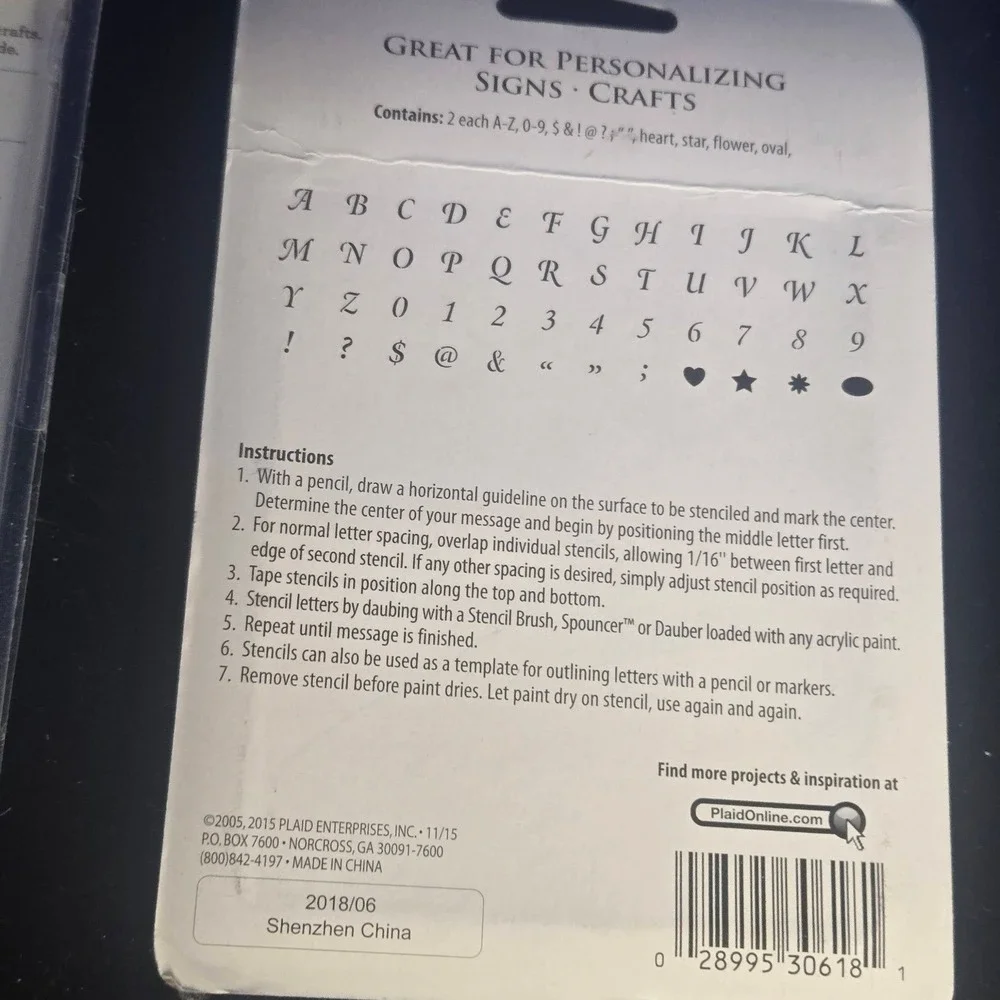 rafts.
de.
GREAT FOR PERSONALIZING
SIGNS · CRAFTS
Contains: 2 each A-Z, 0-9, $ & ! @ ? ;“ ”, heart, star, flower, oval,
A B C D E F G H I J K L
M N O P Q R S T U V W X
Y Z 0 1 2 3 4 5 6 7 8 9
! ? $ @ & “ ” ;
Instructions
1. With a pencil, draw a horizontal guideline on the surface to be stenciled and mark the center.
Determine the center of your message and begin by positioning the middle letter first.
2. For normal letter spacing, overlap individual stencils, allowing 1/16" between first letter and
edge of second stencil. If any other spacing is desired, simply adjust stencil position as required.
3. Tape stencils in position along the top and bottom.
4. Stencil letters by daubing with a Stencil Brush, Spouncer™ or Dauber loaded with any acrylic paint.
5. Repeat until message is finished.
6. Stencils can also be used as a template for outlining letters with a pencil or markers.
7. Remove stencil before paint dries. Let paint dry on stencil, use again and again.
Find more projects & inspiration at
PlaidOnline.com
©2005, 2015 PLAID ENTERPRISES, INC. • 11/15
P.O. BOX 7600 • NORCROSS, GA 30091-7600
(800)842-4197 • MADE IN CHINA
2018/06
Shenzhen China
0 28995 30618 1